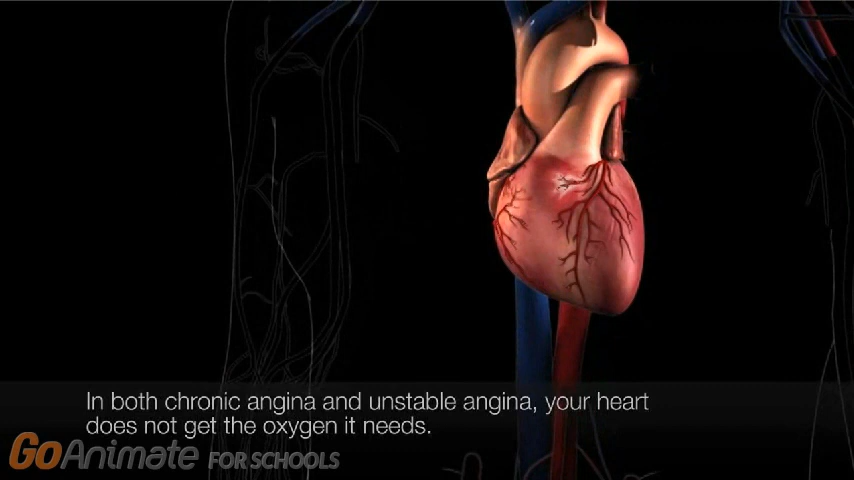 In both chronic angina and unstable angina, your heart
does not get the oxygen it needs.
GoAnimate FOR SCHOOLS